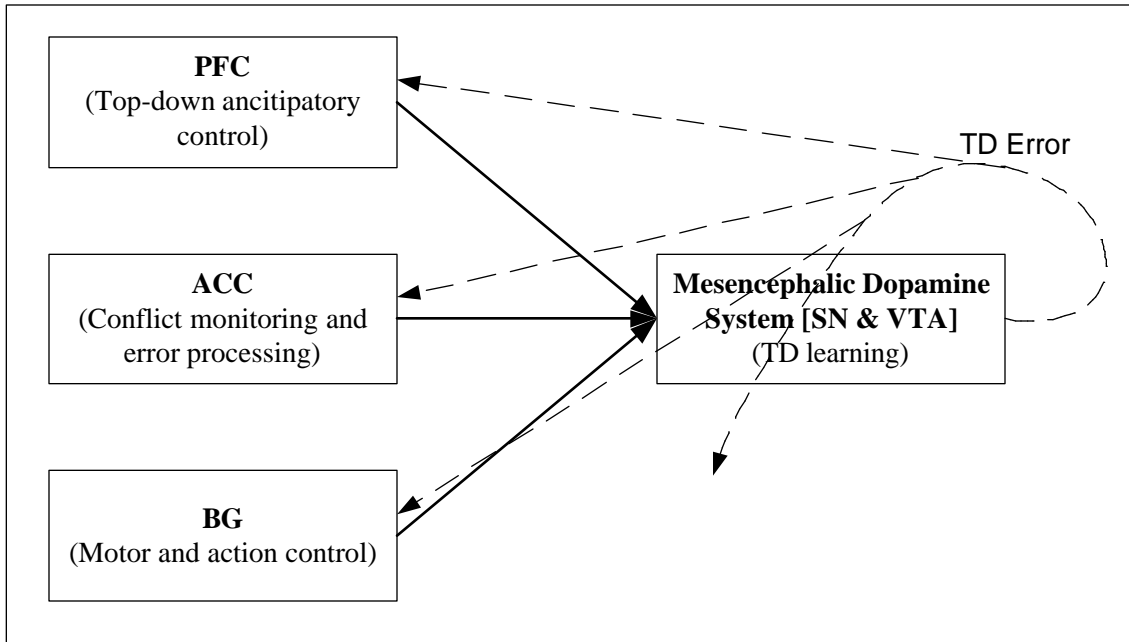 PFC
(Top-down ancitipatory
control)
TD Error
ACC
(Conflict monitoring and
error processing)
Mesencephalic Dopamine
System [SN & VTA]
(TD learning)
BG
(Motor and action control)